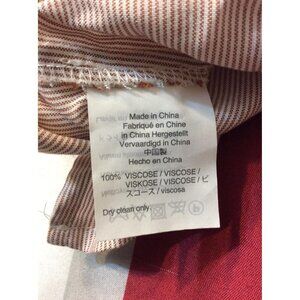 Made in China
Fabriqué en Chine
in China Hergestellt
Vervaardigd in China
中国製
Hecho en China
100% VISCOSE / VISCOSE /
VISKOSE / VISCOSE / ビ
スコース / viscosa
Dry clean only.